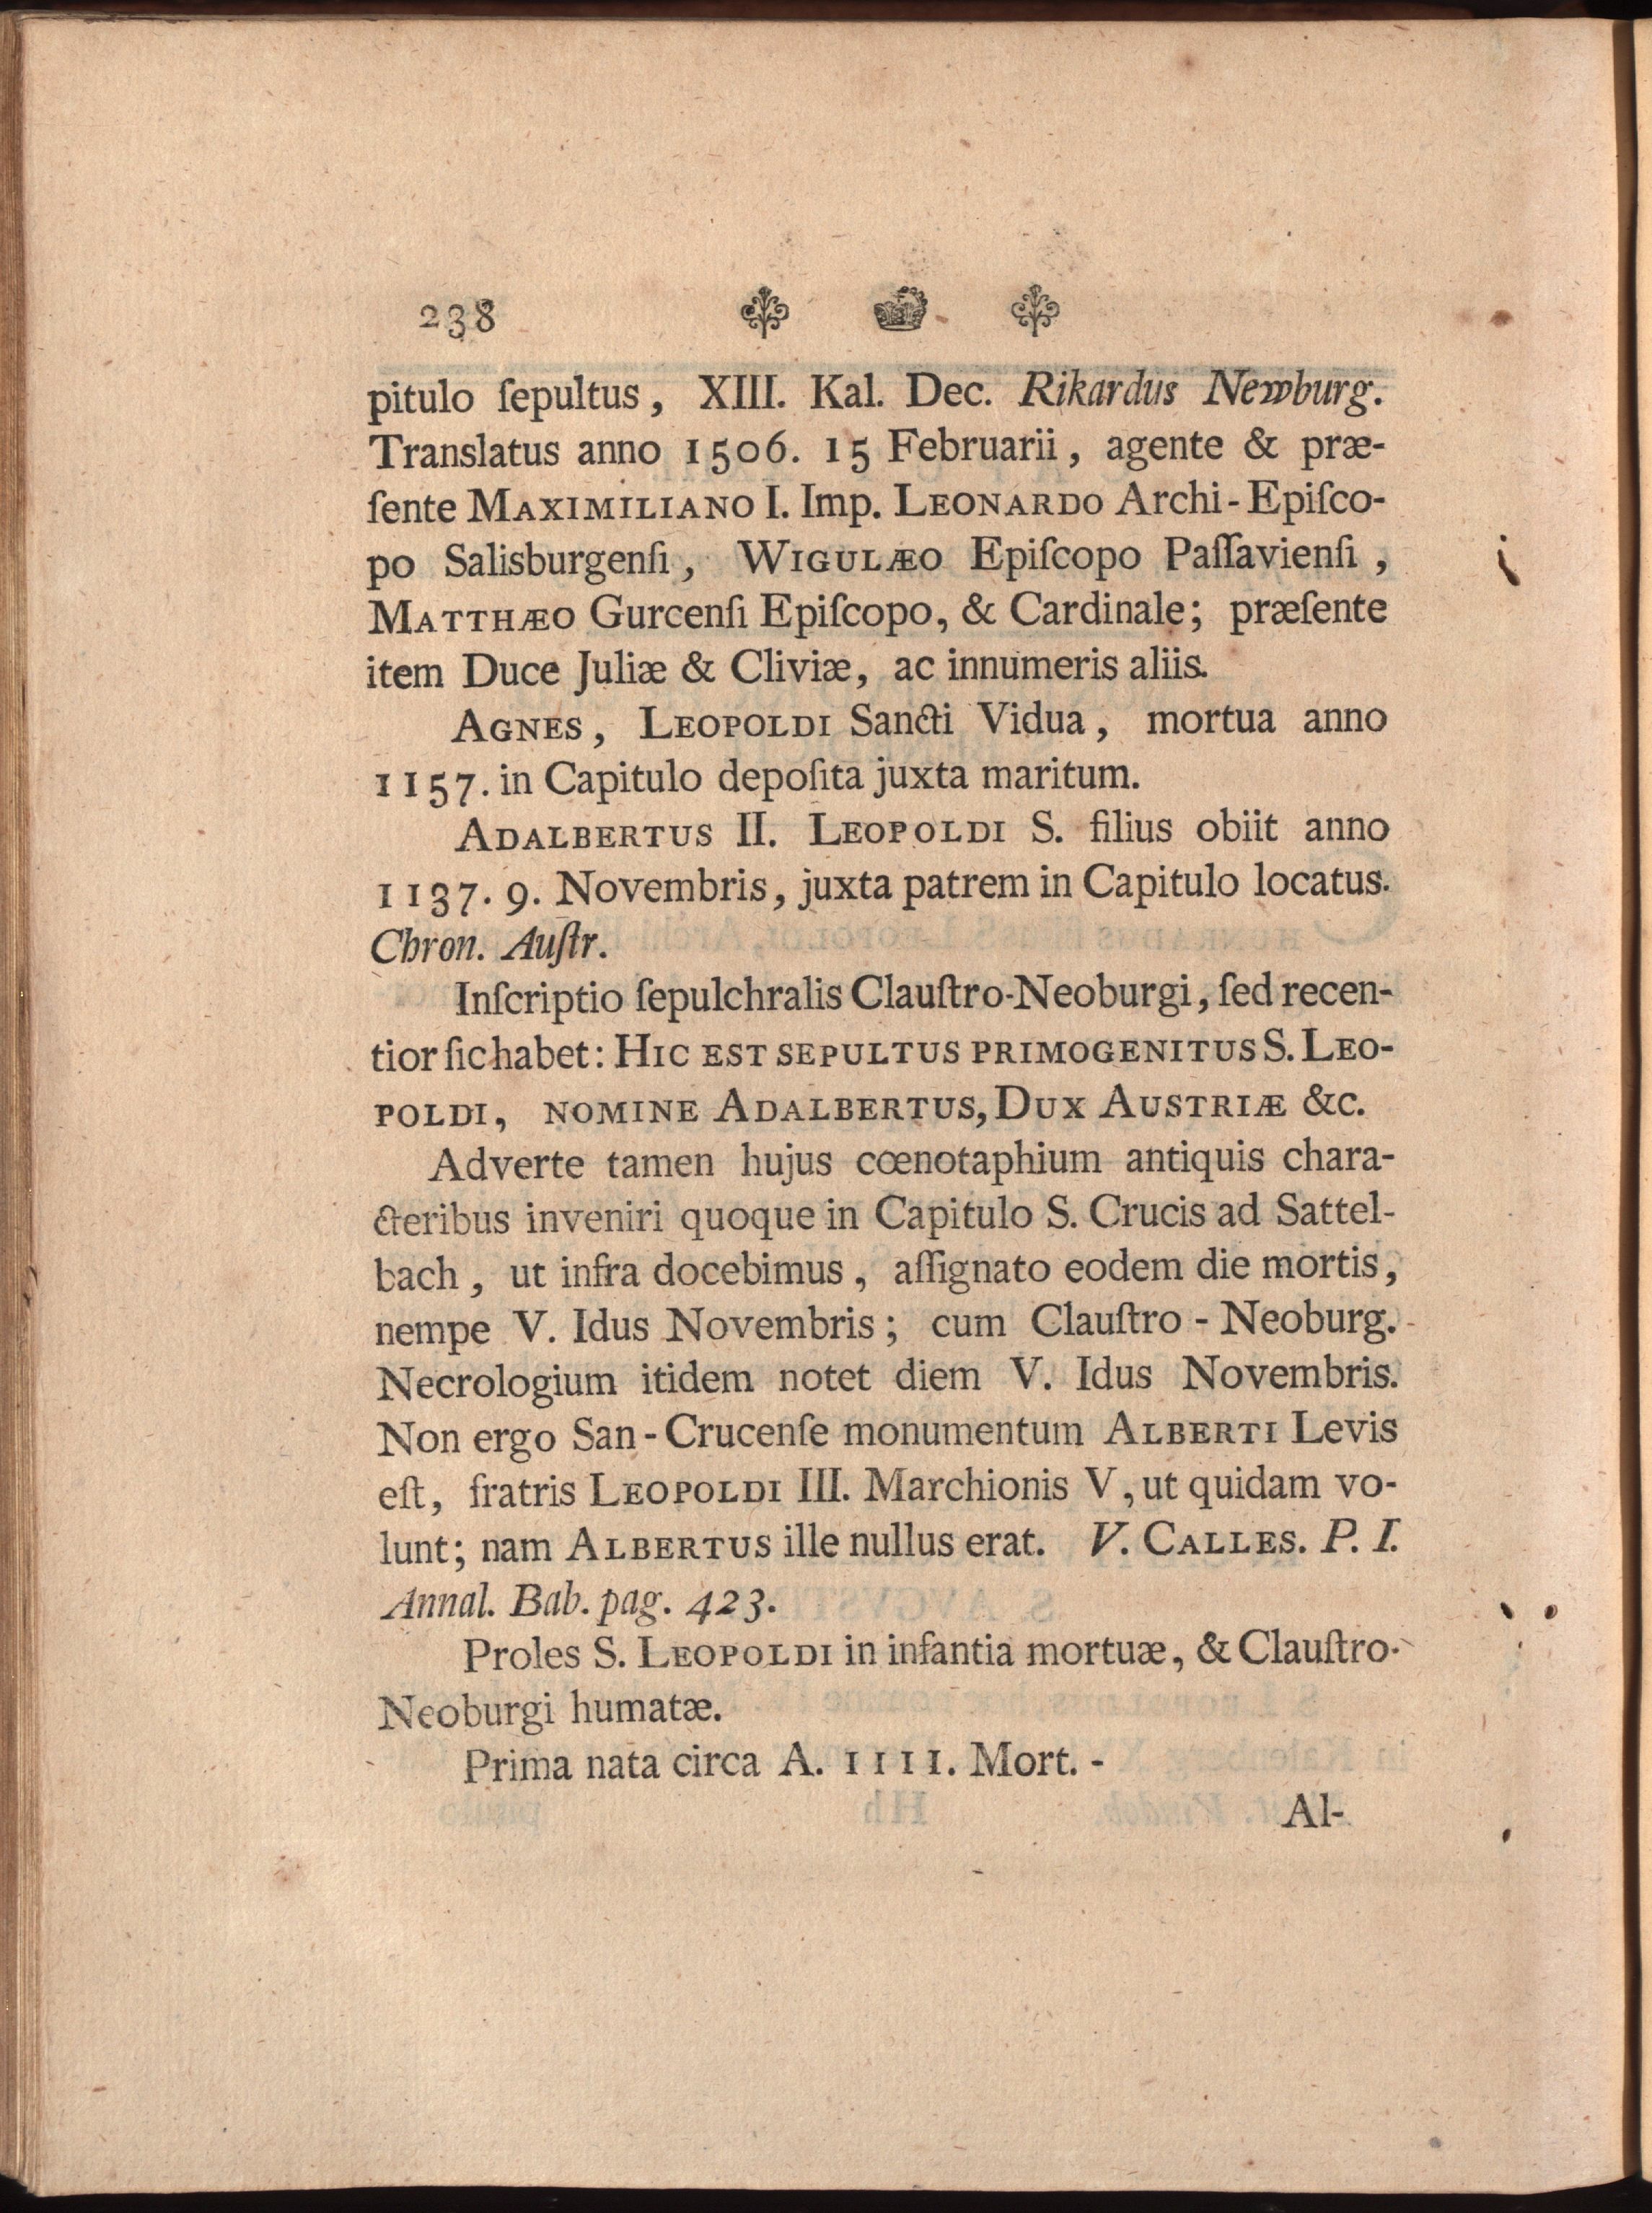 238
pitulo ſepultus, XIII. Kal. Dec. Rikardus Newburg.
Translatus anno 1506. 15 Februarii, agente & præ-
ſente MAXIMILIANO I. Imp. LEONARDO Archi-Epiſco-
po Salisburgenſi, WIGULÆO Epiſcopo Paſſavienſi,
MATTHÆO Gurcenſi Epiſcopo, & Cardinale; præſente
item Duce Juliæ & Cliviæ, ac innumeris aliis.
AGNES, LEOPOLDI Sancti Vidua, mortua anno
1157. in Capitulo depoſita juxta maritum.
ADALBERTUS II. LEOPOLDI S. filius obiit anno
1137. 9. Novembris, juxta patrem in Capitulo locatus.
Chron. Auſtr.
Inſcriptio ſepulchralis Clauſtro-Neoburgi, ſed recen-
tior ſic habet: HIC EST SEPULTUS PRIMOGENITUS S. LEO-
POLDI, NOMINE ADALBERTUS, DUX AUSTRIÆ &c.
Adverte tamen hujus cœnotaphium antiquis chara-
cteribus inveniri quoque in Capitulo S. Crucis ad Sattel-
bach, ut infra docebimus, aſſignato eodem die mortis,
nempe V. Idus Novembris; cum Clauſtro-Neoburg.
Necrologium itidem notet diem V. Idus Novembris.
Non ergo San-Crucenſe monumentum ALBERTI Levis
eſt, fratris LEOPOLDI III. Marchionis V, ut quidam vo-
lunt; nam ALBERTUS ille nullus erat. V. CALLES. P. I.
Annal. Bab. pag. 423.
Proles S. LEOPOLDI in infantia mortuæ, & Clauſtro-
Neoburgi humatæ.
Prima nata circa A. 1111. Mort. -
Al-